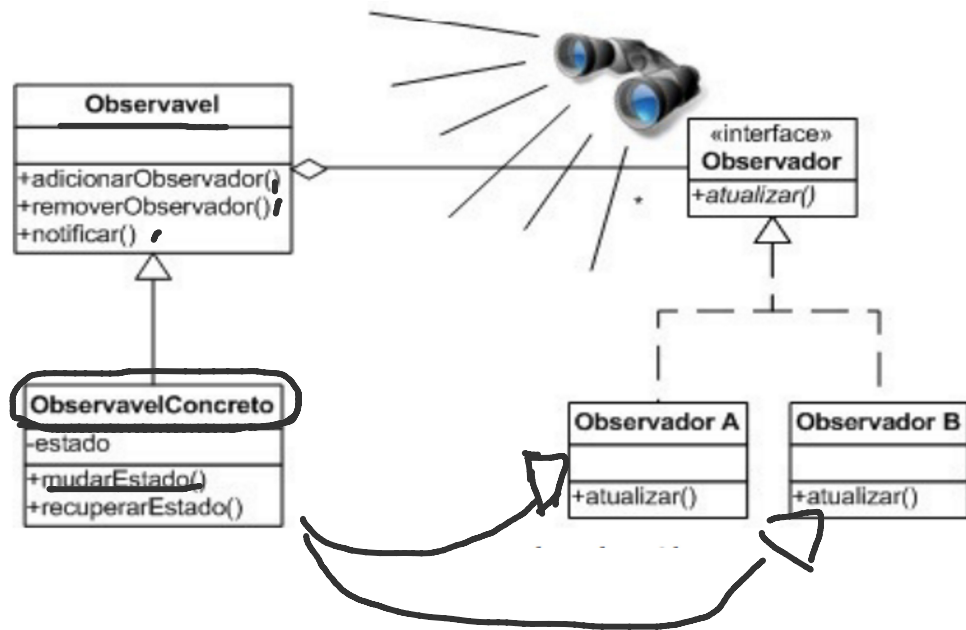 Observavel
+adicionarObservador()
+removerObservador()
+notificar()
«interface»
Observador
+atualizar()
*
ObservavelConcreto
-estado
+mudarEstado()
+recuperarEstado()
Observador A
+atualizar()
Observador B
+atualizar()